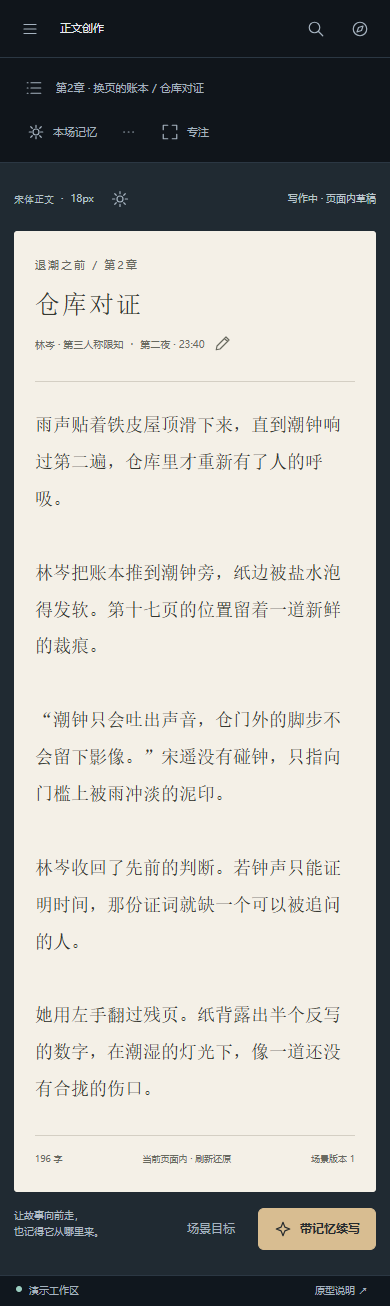 正文创作
第2章 · 换页的账本 / 仓库对证
本场记忆 ··· 专注
宋体正文 · 18px
写作中 · 页面内草稿
退潮之前 / 第2章
仓库对证
林岑 · 第三人称限知 · 第二夜 · 23:40
雨声贴着铁皮屋顶滑下来，直到潮钟响
过第二遍，仓库里才重新有了人的呼
吸。
林岑把账本推到潮钟旁，纸边被盐水泡
得发软。第十七页的位置留着一道新鲜
的裁痕。
“潮钟只会吐出声音，仓门外的脚步不
会留下影像。”宋遥没有碰钟，只指向
门槛上被雨冲淡的泥印。
林岑收回了先前的判断。若钟声只能证
明时间，那份证词就缺一个可以被追问
的人。
她用左手翻过残页。纸背露出半个反写
的数字，在潮湿的灯光下，像一道还没
有合拢的伤口。
196 字
当前页面内 · 刷新还原
场景版本 1
让故事向前走，
也记得它从哪里来。
场景目标
带记忆续写
演示工作区
原型说明 ↗